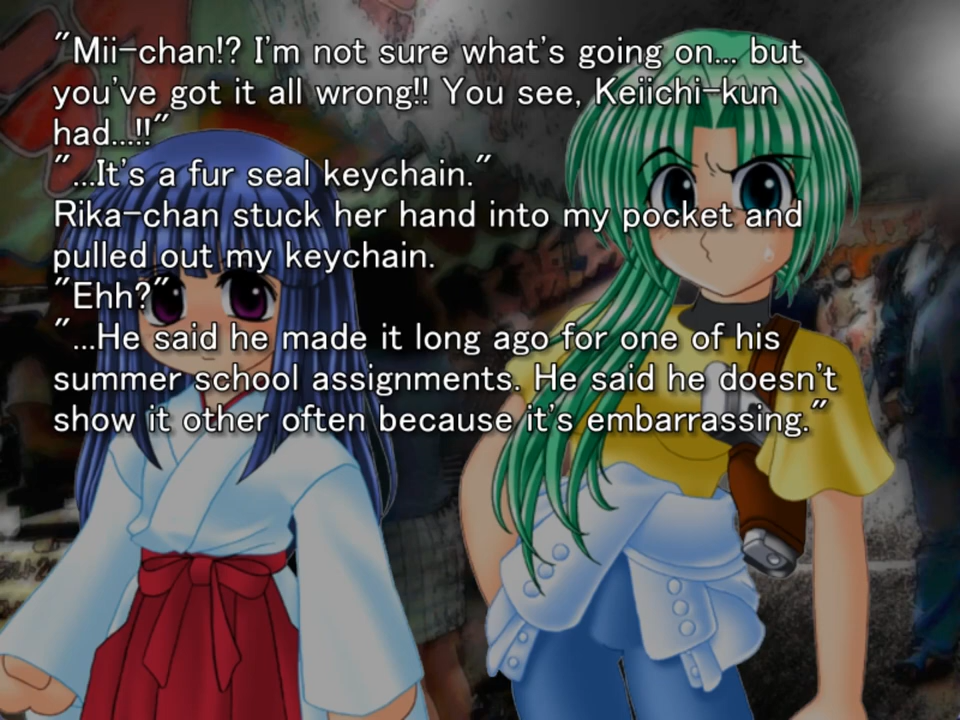 "Mii-chan!? I'm not sure what's going on... but
you've got it all wrong!! You see, Keiichi-kun
had...!!"
"...It's a fur seal keychain."
Rika-chan stuck her hand into my pocket and
pulled out my keychain.
"Ehh?"
"...He said he made it long ago for one of his
summer school assignments. He said he doesn't
show it other often because it's embarrassing."